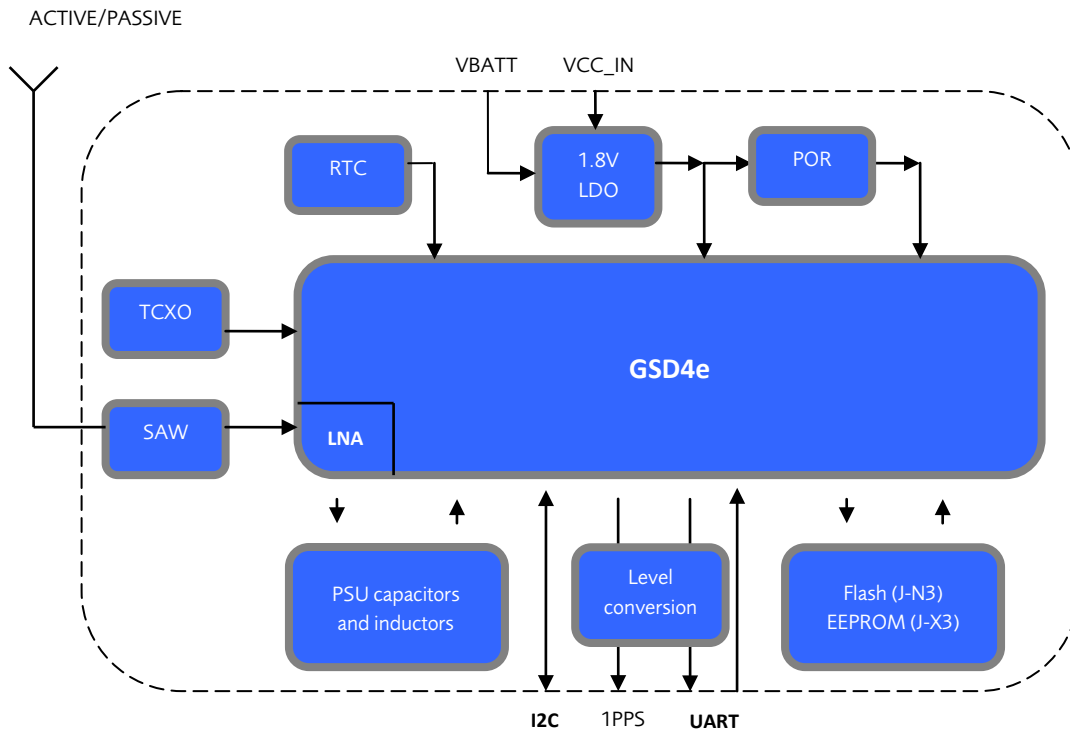 ACTIVE/PASSIVE
VBATT
VCC_IN
RTC
1.8V
LDO
POR
TCXO
GSD4e
SAW
LNA
PSU capacitors
and inductors
Level
conversion
Flash (J-N3)
EEPROM (J-X3)
I2C
1PPS
UART